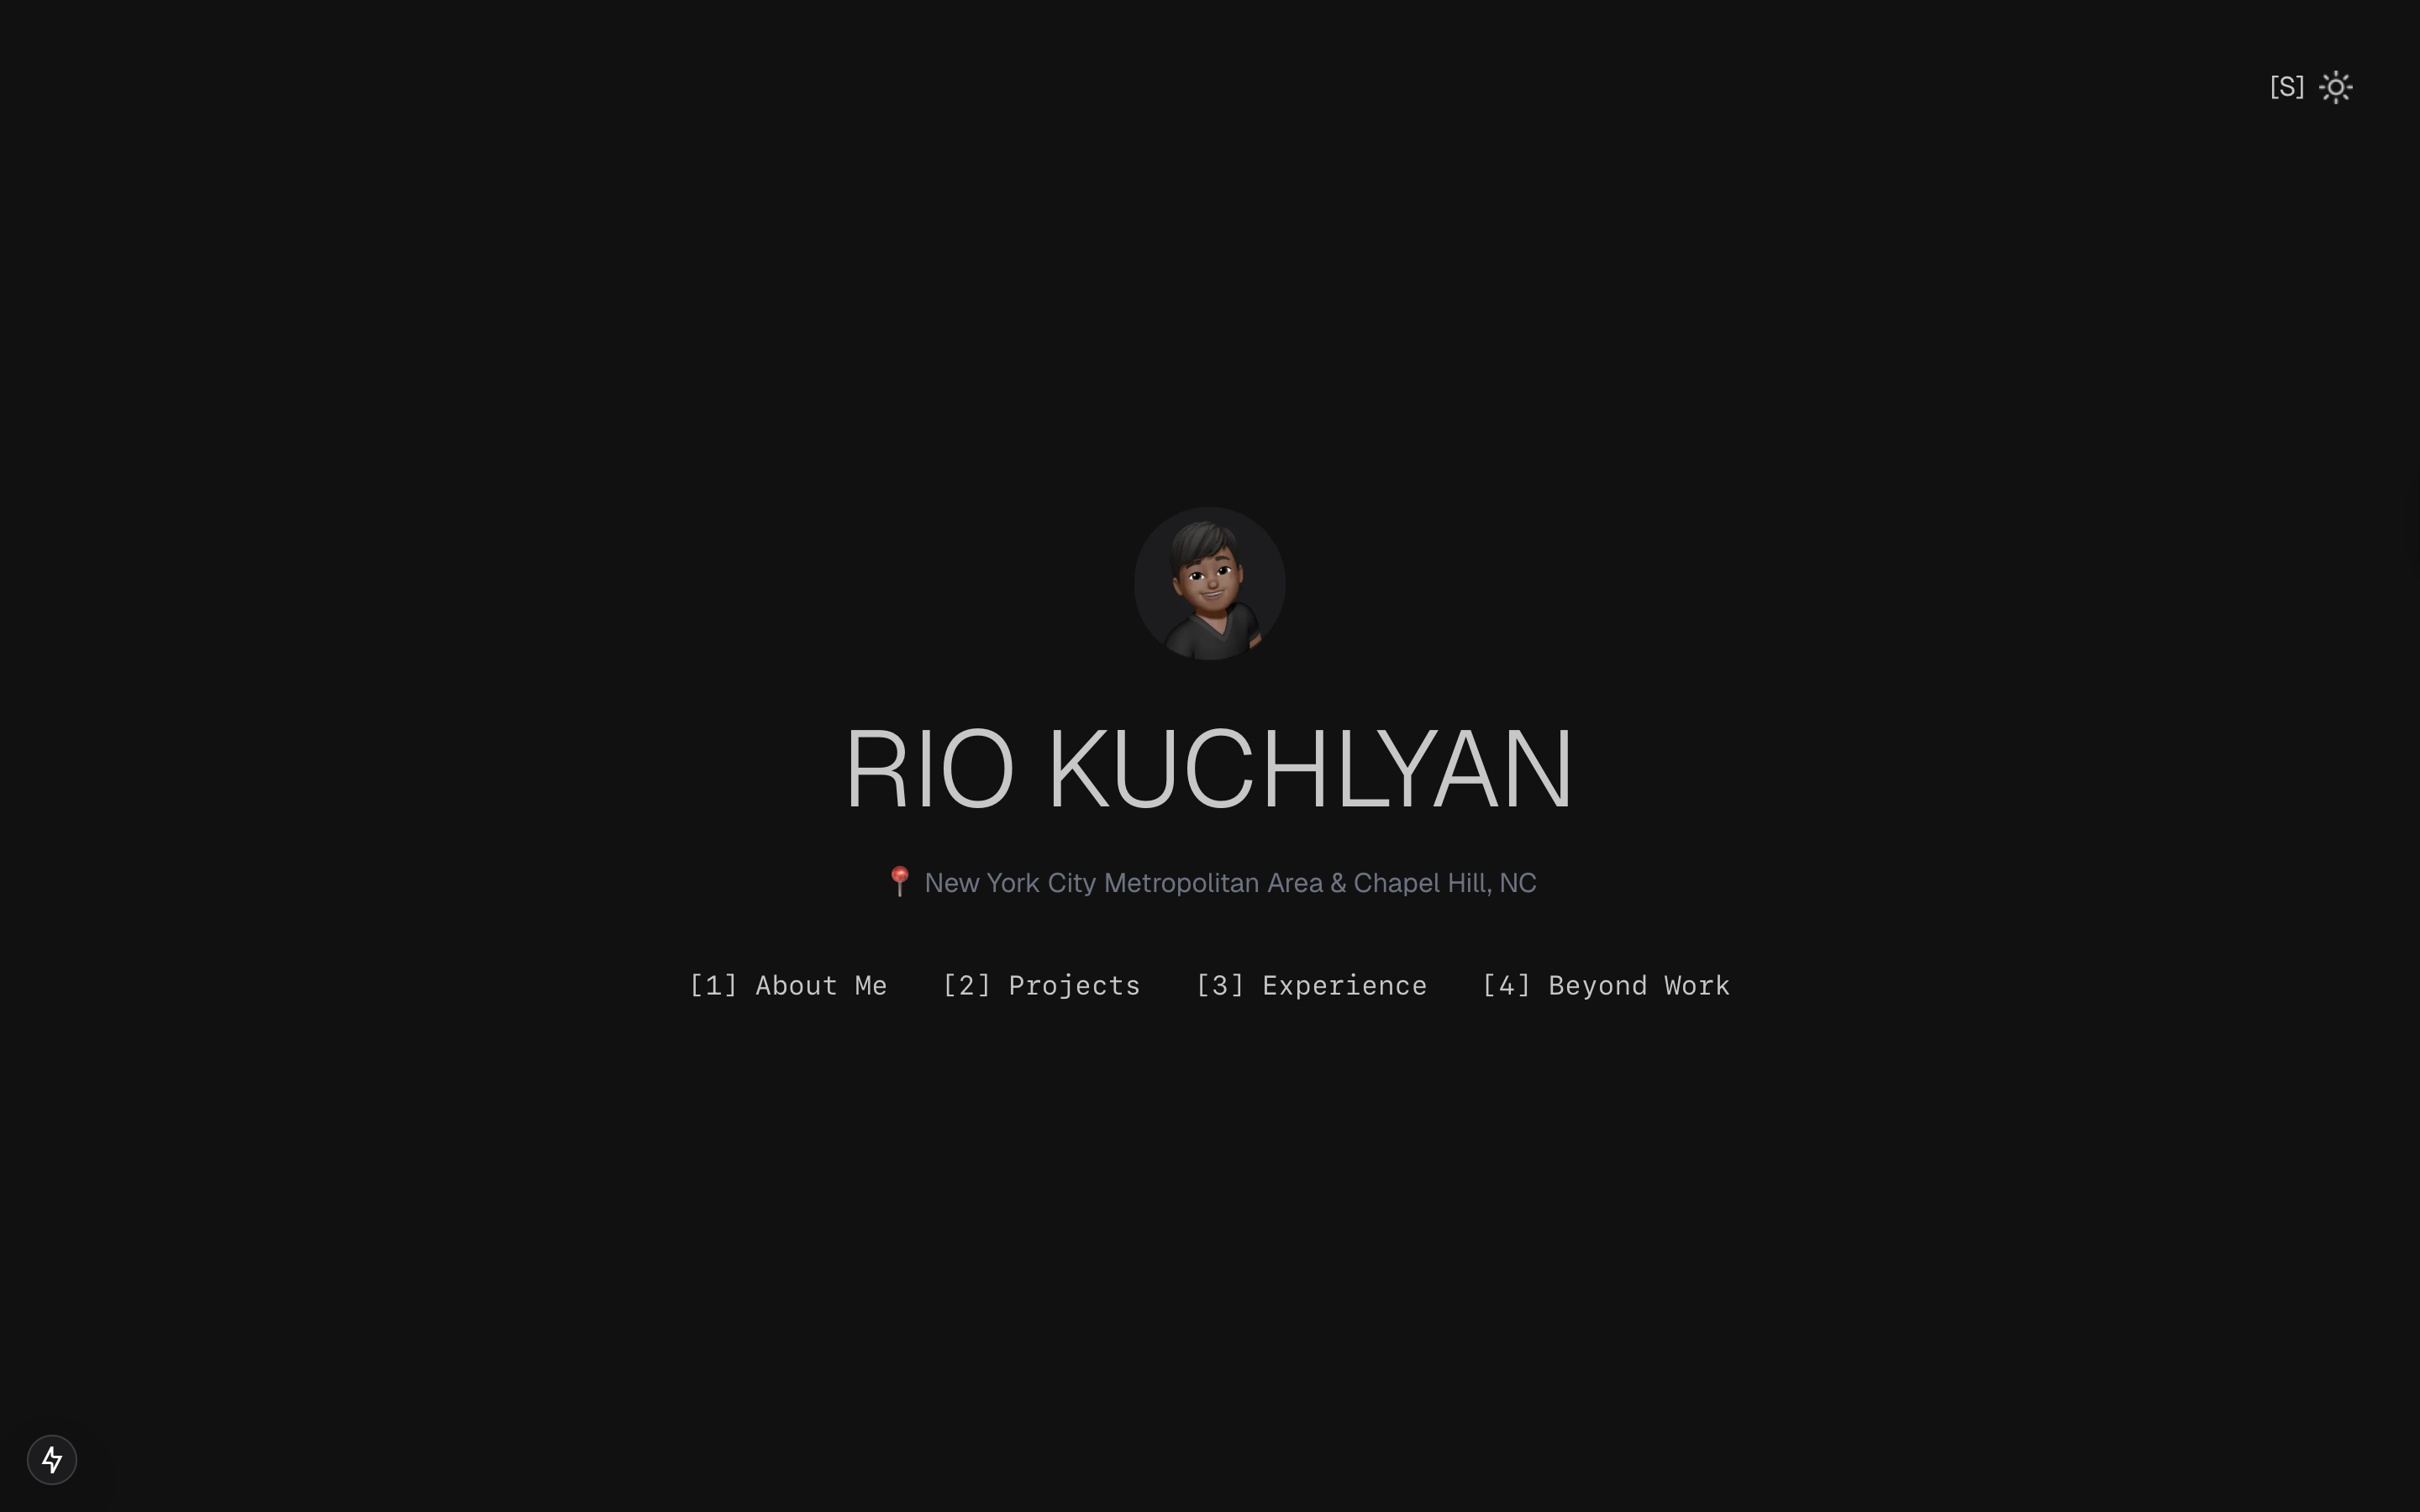 [S]
RIO KUCHLYAN
📍 New York City Metropolitan Area & Chapel Hill, NC
[1] About Me [2] Projects [3] Experience [4] Beyond Work